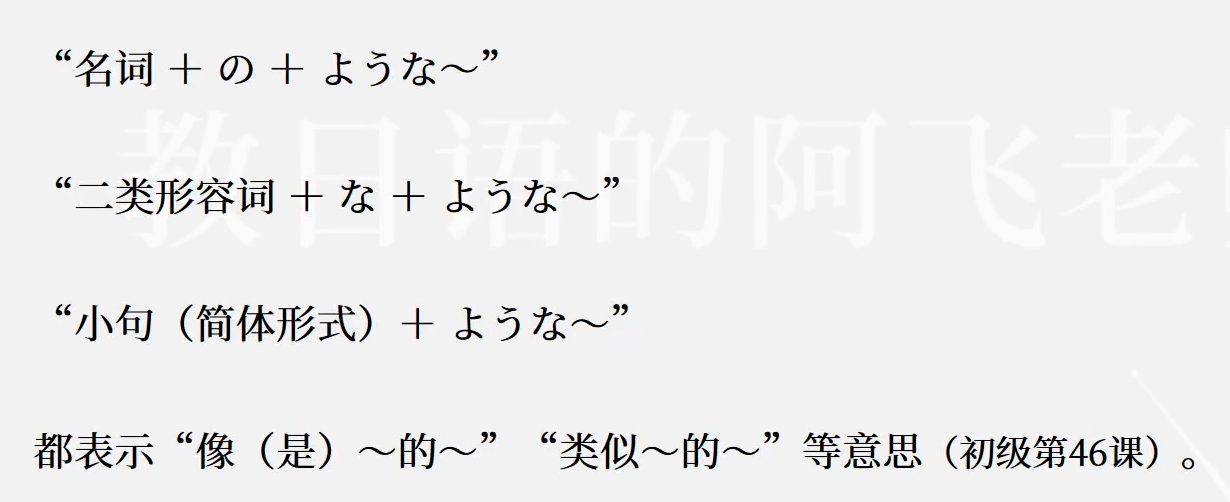 “名词 ＋ の ＋ ような～”
教日语的阿飞老
“二类形容词 ＋ な ＋ ような～”
“小句（简体形式）＋ ような～”
都表示“像（是）～的～”“类似～的～”等意思（初级第46课）。